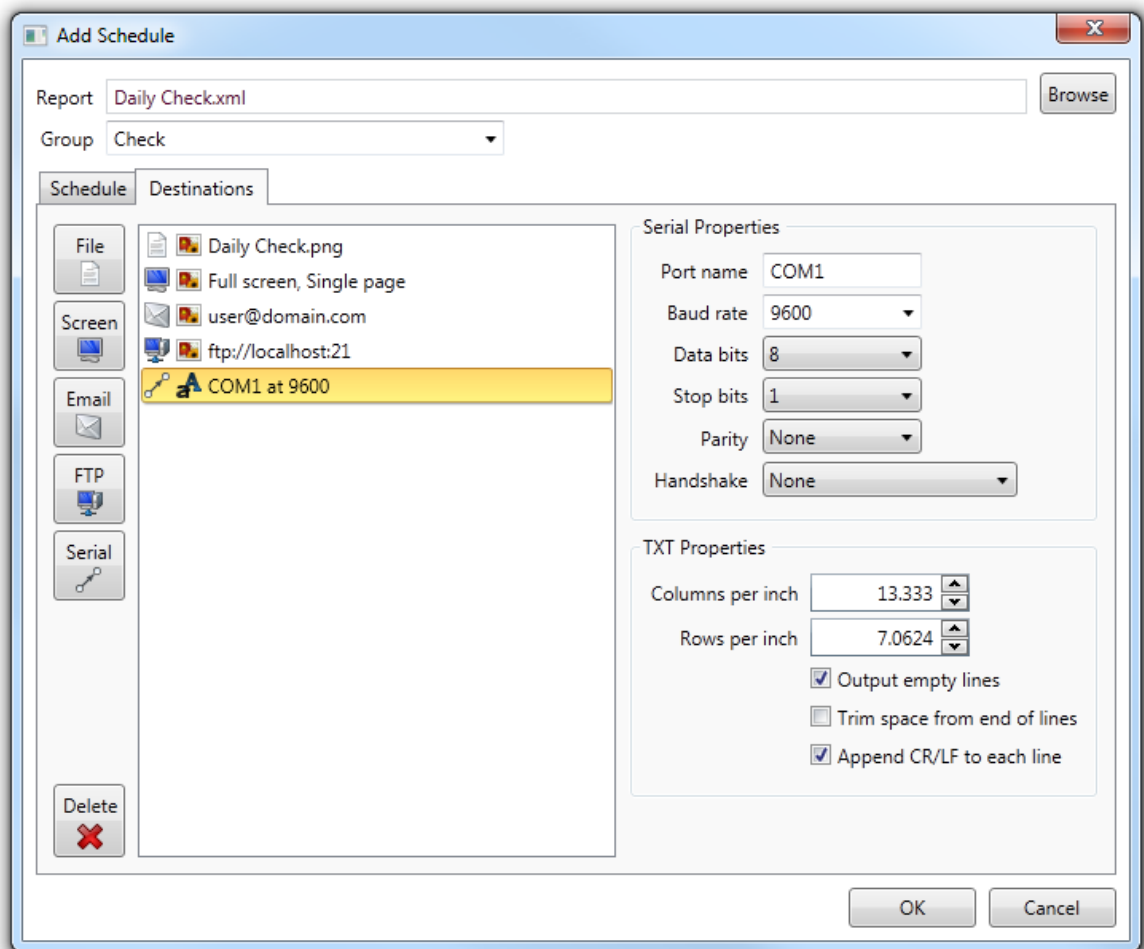 Add Schedule
Report Daily Check.xml Browse
Group Check
Schedule Destinations
File
Screen
Email
FTP
Serial
Delete
Daily Check.png
Full screen, Single page
user@domain.com
ftp://localhost:21
aA COM1 at 9600
Serial Properties
Port name COM1
Baud rate 9600
Data bits 8
Stop bits 1
Parity None
Handshake None
TXT Properties
Columns per inch 13.333
Rows per inch 7.0624
Output empty lines
Trim space from end of lines
Append CR/LF to each line
OK Cancel